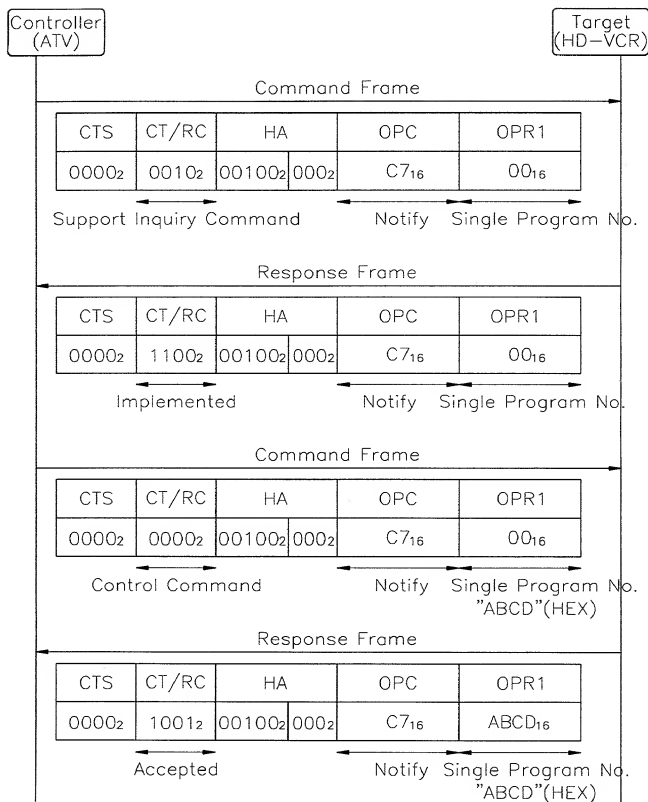 Controller
(ATV)
Target
(HD-VCR)
Command Frame
CTS CT/RC HA OPC OPR1
0000₂ 0010₂ 00100₂ 000₂ C7₁₆ 00₁₆
Support Inquiry Command Notify Single Program No.
Response Frame
CTS CT/RC HA OPC OPR1
0000₂ 1100₂ 00100₂ 000₂ C7₁₆ 00₁₆
Implemented Notify Single Program No.
Command Frame
CTS CT/RC HA OPC OPR1
0000₂ 0000₂ 00100₂ 000₂ C7₁₆ 00₁₆
Control Command Notify Single Program No.
"ABCD"(HEX)
Response Frame
CTS CT/RC HA OPC OPR1
0000₂ 1001₂ 00100₂ 000₂ C7₁₆ ABCD₁₆
Accepted Notify Single Program No.
"ABCD"(HEX)